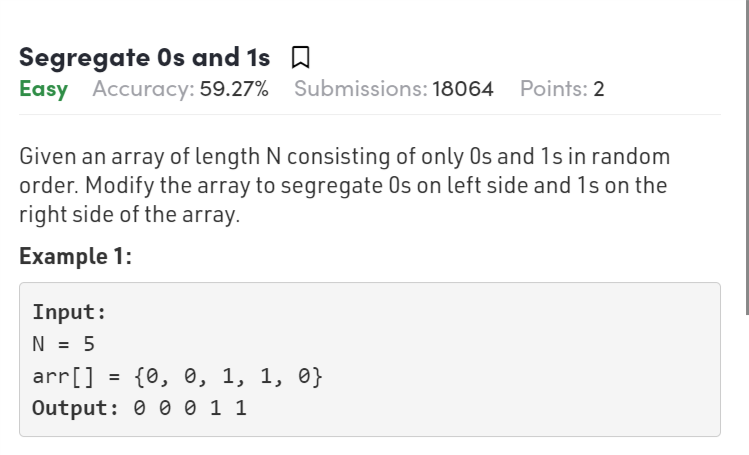 Segregate 0s and 1s
Easy Accuracy: 59.27% Submissions: 18064 Points: 2
Given an array of length N consisting of only 0s and 1s in random
order. Modify the array to segregate 0s on left side and 1s on the
right side of the array.
Example 1:
Input:
N = 5
arr[] = {0, 0, 1, 1, 0}
Output: 0 0 0 1 1